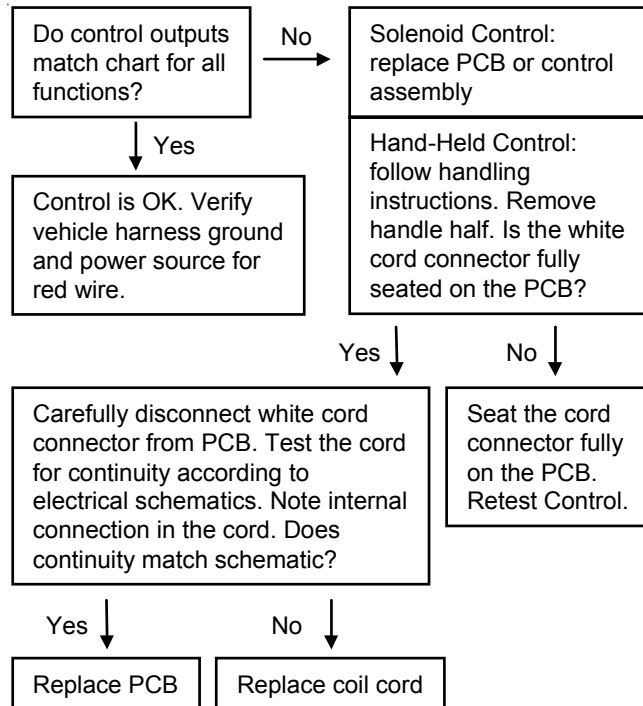 Do control outputs
match chart for all
functions?
No
Solenoid Control:
replace PCB or control
assembly
Yes
Hand-Held Control:
follow handling
instructions. Remove
handle half. Is the white
cord connector fully
seated on the PCB?
Control is OK. Verify
vehicle harness ground
and power source for
red wire.
Yes
No
Carefully disconnect white cord
connector from PCB. Test the cord
for continuity according to
electrical schematics. Note internal
connection in the cord. Does
continuity match schematic?
Seat the cord
connector fully
on the PCB.
Retest Control.
Yes
No
Replace PCB
Replace coil cord